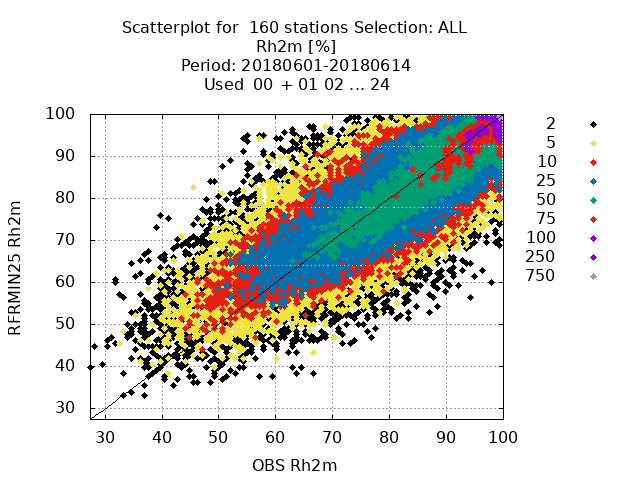 Scatterplot for  160 stations Selection: ALL
Rh2m [%]
Period: 20180601-20180614
Used  00 + 01 02 ... 24
RFRMIN25 Rh2m
100
90
80
70
60
50
40
30
30 40 50 60 70 80 90 100
OBS Rh2m
2
5
10
25
50
75
100
250
750